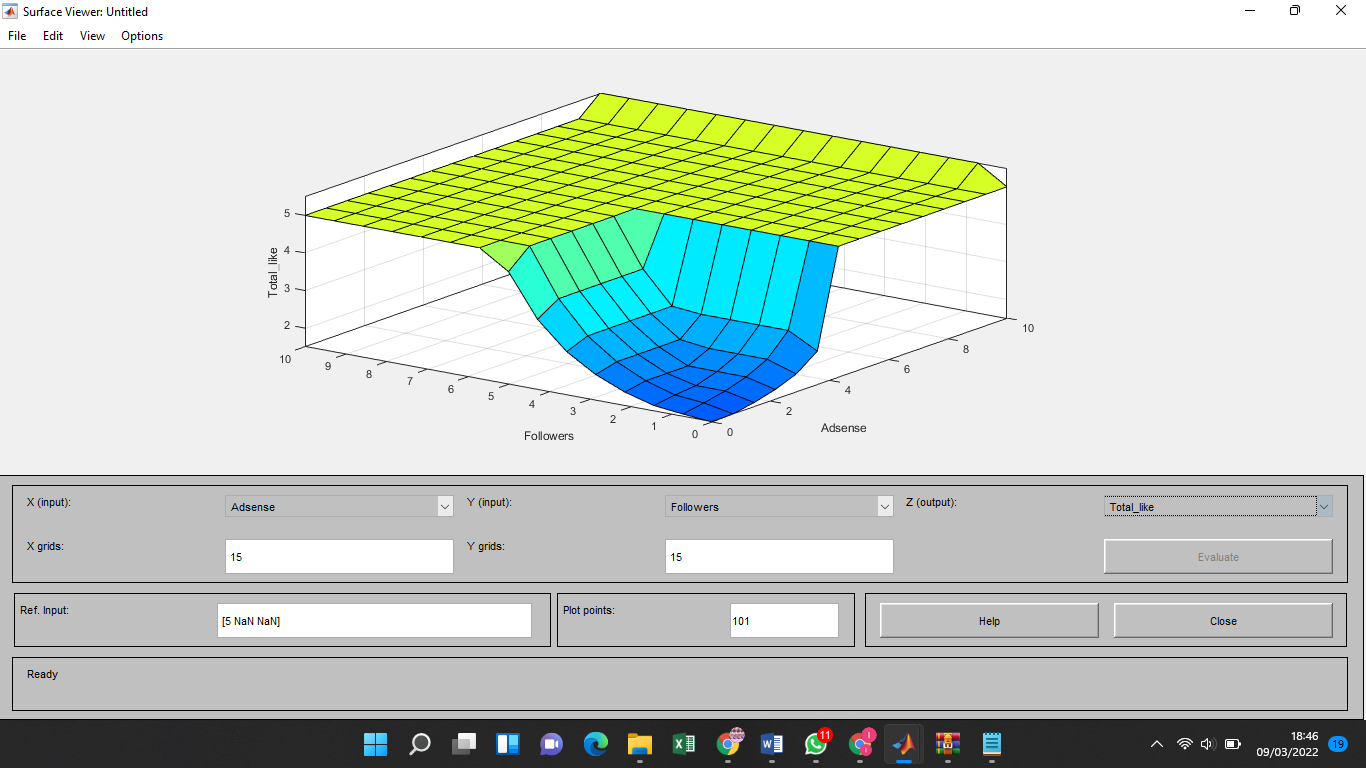 Surface Viewer: Untitled
File Edit View Options
5
4
3
2
Total_like
10
9
8
7
6
5
4
3
2
1
0
Followers
0
2
4
6
8
10
Adsense
X (input): Adsense Y (input): Followers Z (output): Total_like
X grids: 15 Y grids: 15 Evaluate
Ref. Input: [5 NaN NaN] Plot points: 101 Help Close
Ready
11
18:46
09/03/2022
19